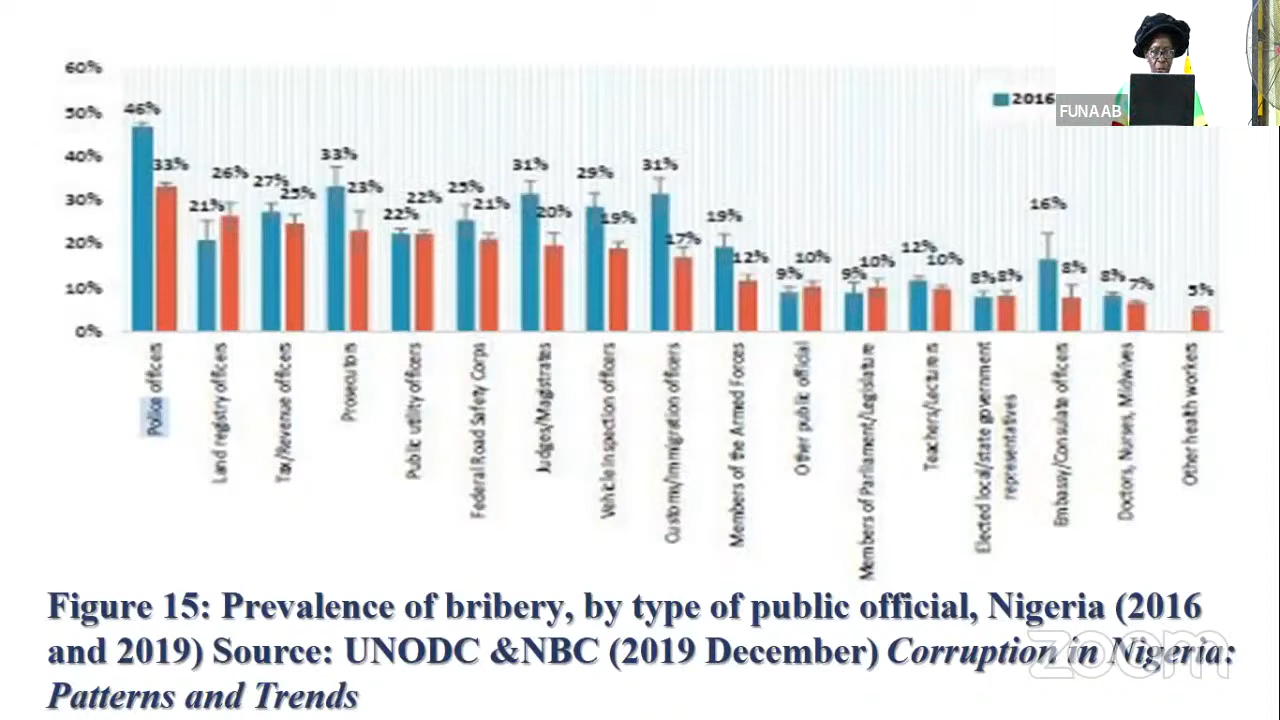 60%
50%
40%
30%
20%
10%
0%
2016
FUNAAB
46%
33%
21%
26%
27%
25%
33%
23%
22%
22%
25%
21%
31%
20%
29%
19%
31%
17%
19%
12%
9%
10%
9%
10%
12%
10%
8%
8%
16%
8%
8%
7%
5%
Police officers
Land registry officers
Tax/Revenue officers
Prosecutors
Public utility officers
Federal Road Safety Corps
Judges/Magistrates
Vehicle inspection officers
Customs/immigration officers
Members of the Armed Forces
Other public official
Members of Parliament/Legislature
Teachers/Lecturers
Elected local/state government
representatives
Embassy/Consulate officers
Doctors, Nurses, Midwives
Other health workers
Figure 15: Prevalence of bribery, by type of public official, Nigeria (2016
and 2019) Source: UNODC &NBC (2019 December) Corruption in Nigeria:
Patterns and Trends
zoom